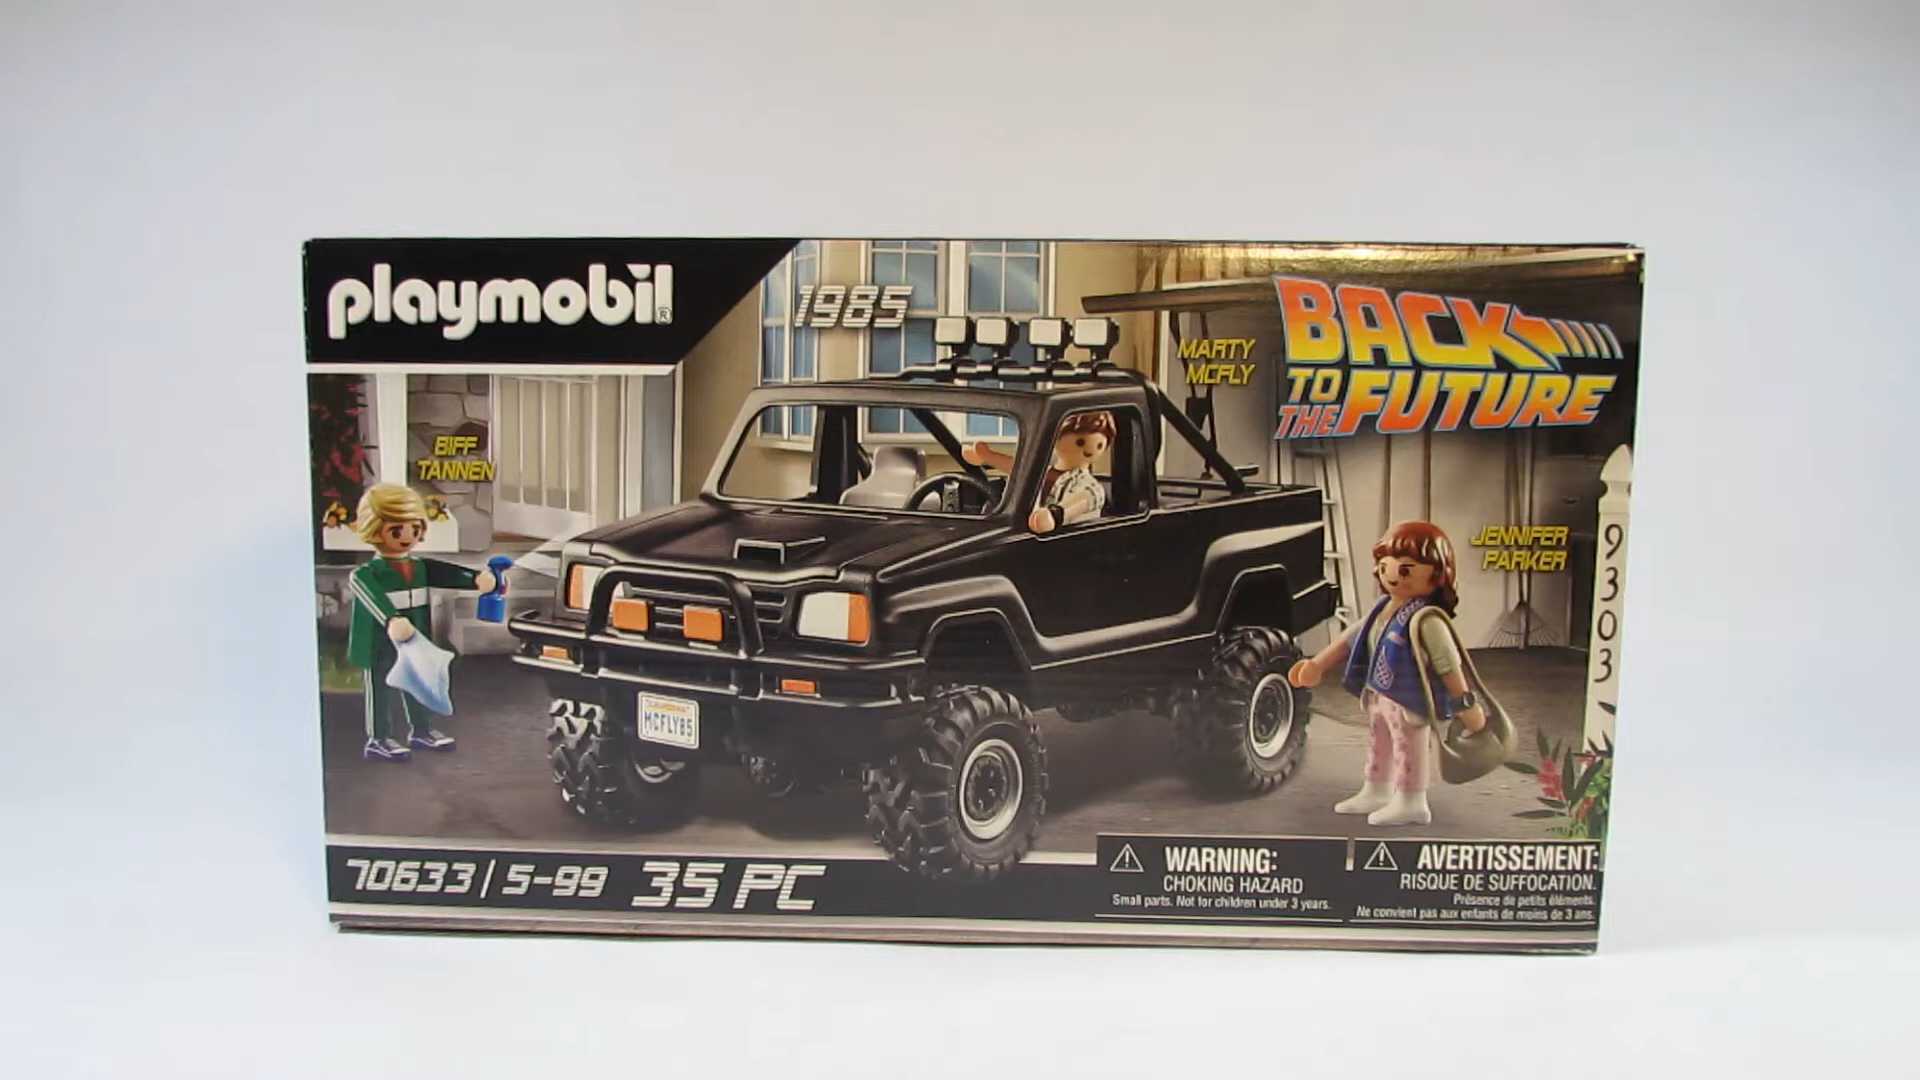 playmobil®
1985
BACK
TO
THE FUTURE
MARTY
MCFLY
BIFF
TANNEN
JENNIFER
PARKER
9303
MCFLY85
70633 / 5-99 35 PC
WARNING:
CHOKING HAZARD
Small parts. Not for children under 3 years.
AVERTISSEMENT:
RISQUE DE SUFFOCATION.
Présence de petits éléments.
Ne convient pas aux enfants de moins de 3 ans.